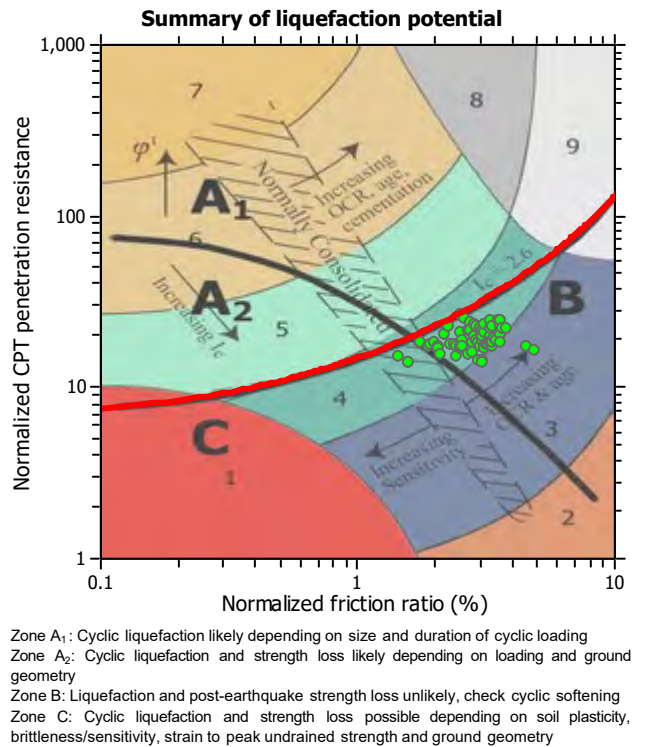 Summary of liquefaction potential
1,000
100
10
1
Normalized CPT penetration resistance
7
8
9
φ'
A1
Increasing
OCR, age,
cementation
Normally Consolidated
6
A2
Increasing Ic
5
Ic = 2.6
B
4
Increasing
OCR & age
3
C
1
Increasing
Sensitivity
2
0.1
1
10
Normalized friction ratio (%)
Zone A1: Cyclic liquefaction likely depending on size and duration of cyclic loading
Zone A2: Cyclic liquefaction and strength loss likely depending on loading and ground
geometry
Zone B: Liquefaction and post-earthquake strength loss unlikely, check cyclic softening
Zone C: Cyclic liquefaction and strength loss possible depending on soil plasticity,
brittleness/sensitivity, strain to peak undrained strength and ground geometry